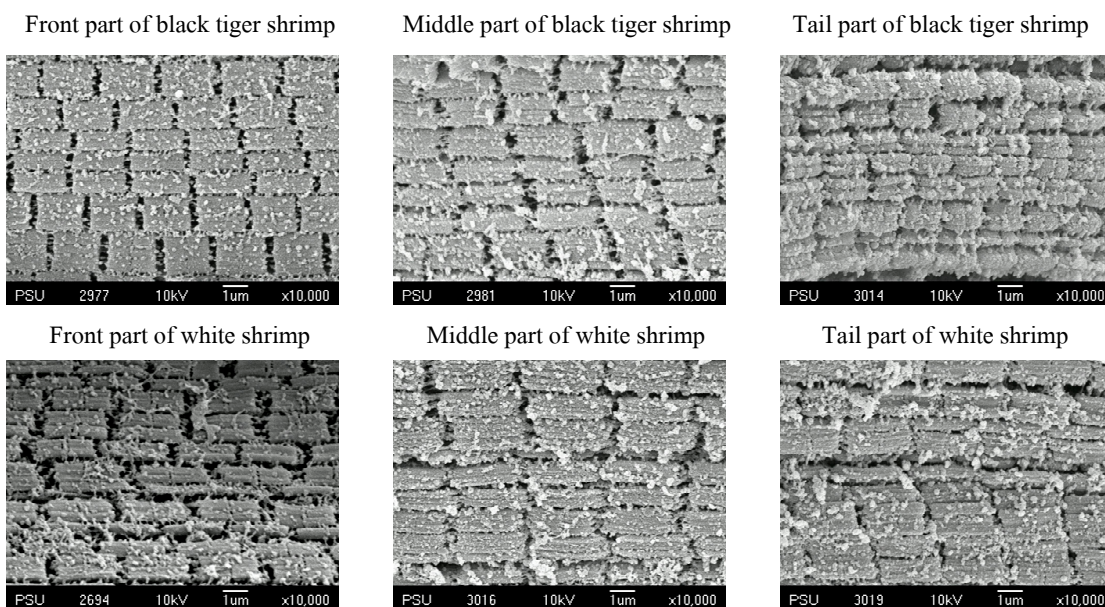 Front part of black tiger shrimp
Middle part of black tiger shrimp
Tail part of black tiger shrimp
PSU 2977 10kV 1um x10,000
PSU 2981 10kV 1um x10,000
PSU 3014 10kV 1um x10,000
Front part of white shrimp
Middle part of white shrimp
Tail part of white shrimp
PSU 2694 10kV 1um x10,000
PSU 3016 10kV 1um x10,000
PSU 3019 10kV 1um x10,000